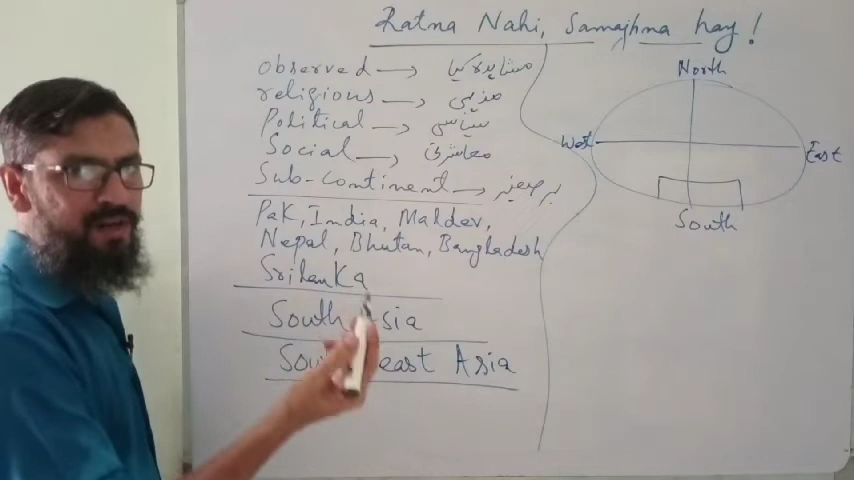 Ratna Nahi, Samajhna hay!
observed → مشاہدہ کیا
religious → مذہبی
Political → سیاسی
Social → معاشرتی
Sub-continent → برصغیر
Pak, India, Maldev,
Nepal, Bhutan, Bangladesh
Srilanka
South Asia
South east Asia
North
West
East
South